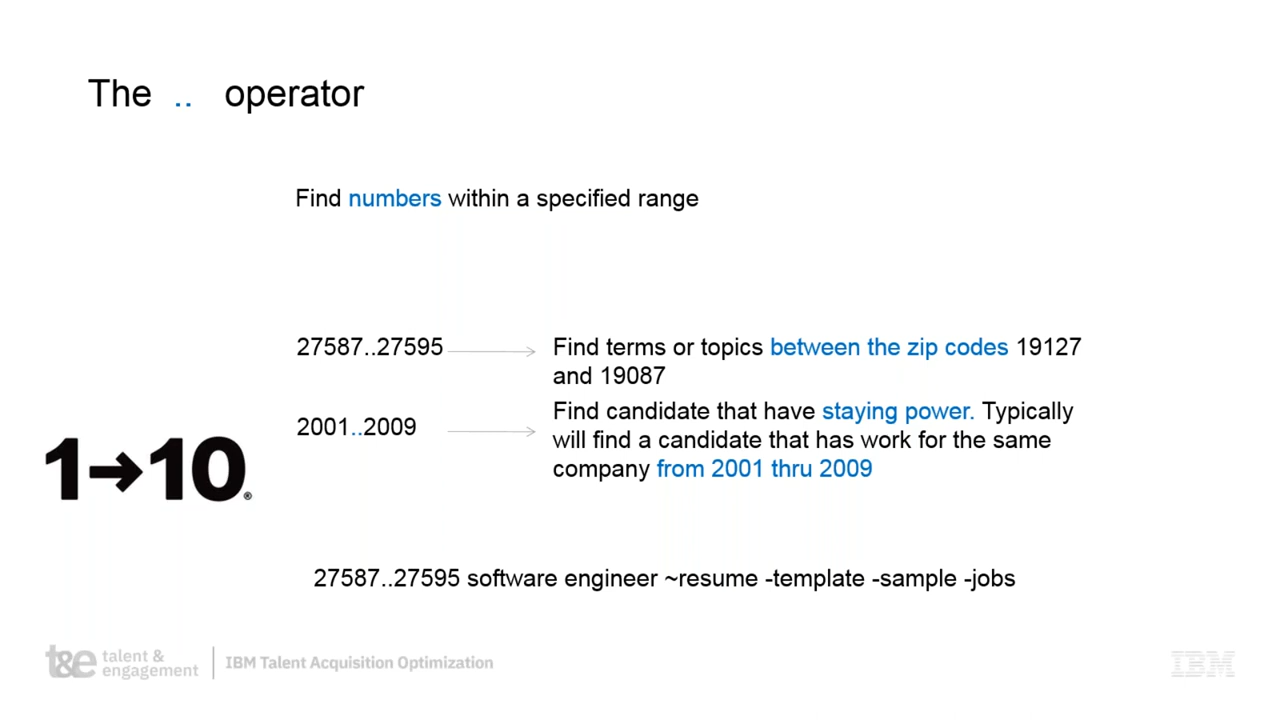 The .. operator
Find numbers within a specified range
27587..27595
Find terms or topics between the zip codes 19127
and 19087
2001..2009
Find candidate that have staying power. Typically
will find a candidate that has work for the same
company from 2001 thru 2009
1→10®
27587..27595 software engineer ~resume -template -sample -jobs
t&e talent &
engagement
IBM Talent Acquisition Optimization
IBM